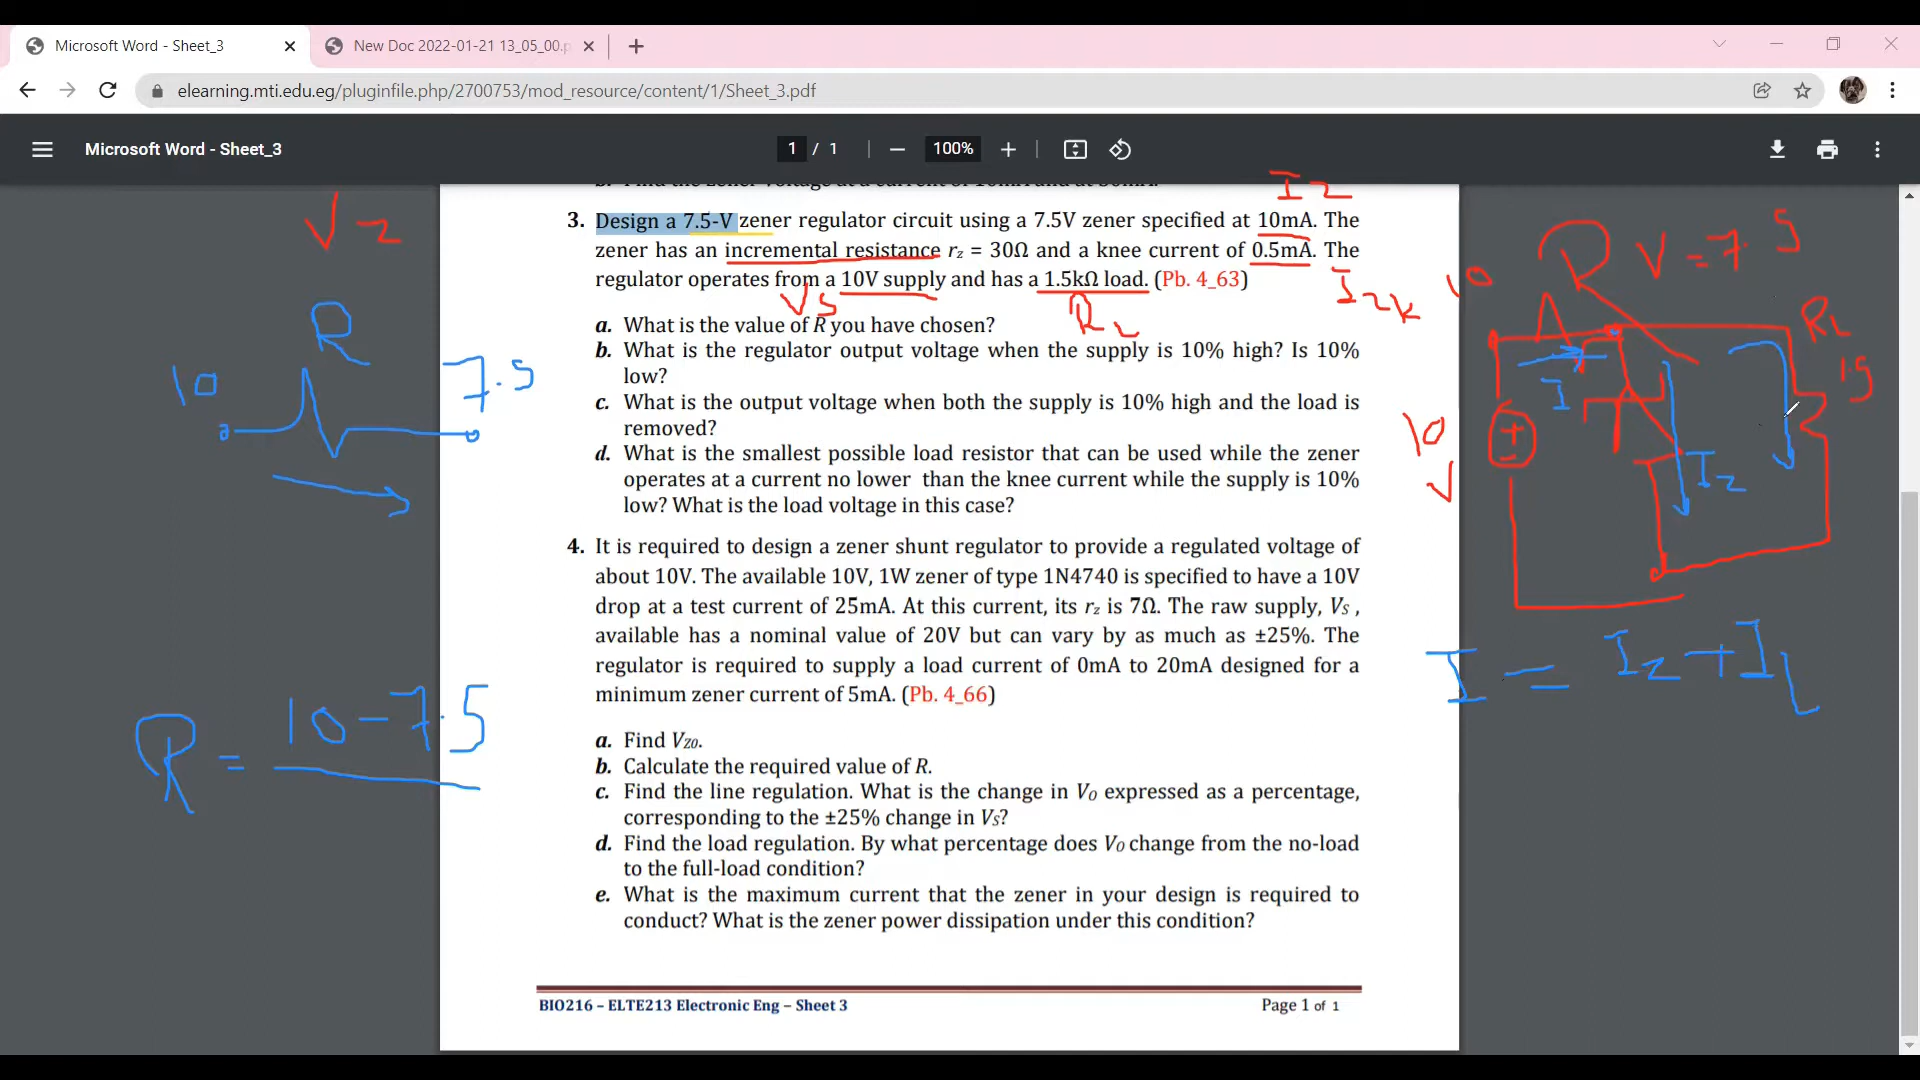 Microsoft Word - Sheet_3
New Doc 2022-01-21 13_05_00.p
elearning.mti.edu.eg/pluginfile.php/2700753/mod_resource/content/1/Sheet_3.pdf
Microsoft Word - Sheet_3
1 / 1
100%
Iz
Vz
3. Design a 7.5-V zener regulator circuit using a 7.5V zener specified at 10mA. The
zener has an incremental resistance rz = 30Ω and a knee current of 0.5mA. The
regulator operates from a 10V supply and has a 1.5kΩ load. (Pb. 4_63)
Vs
RL
Izk
a. What is the value of R you have chosen?
b. What is the regulator output voltage when the supply is 10% high? Is 10%
low?
c. What is the output voltage when both the supply is 10% high and the load is
removed?
d. What is the smallest possible load resistor that can be used while the zener
operates at a current no lower than the knee current while the supply is 10%
low? What is the load voltage in this case?
4. It is required to design a zener shunt regulator to provide a regulated voltage of
about 10V. The available 10V, 1W zener of type 1N4740 is specified to have a 10V
drop at a test current of 25mA. At this current, its rz is 7Ω. The raw supply, VS ,
available has a nominal value of 20V but can vary by as much as ±25%. The
regulator is required to supply a load current of 0mA to 20mA designed for a
minimum zener current of 5mA. (Pb. 4_66)
a. Find VZ0.
b. Calculate the required value of R.
c. Find the line regulation. What is the change in VO expressed as a percentage,
corresponding to the ±25% change in VS?
d. Find the load regulation. By what percentage does VO change from the no-load
to the full-load condition?
e. What is the maximum current that the zener in your design is required to
conduct? What is the zener power dissipation under this condition?
BIO216 – ELTE213 Electronic Eng – Sheet 3
Page 1 of 1
R
10
7.5
R = 10 - 7.5
R
V = 7.5
10
RL
1.5
I
10
V
Iz
I = Iz + IL